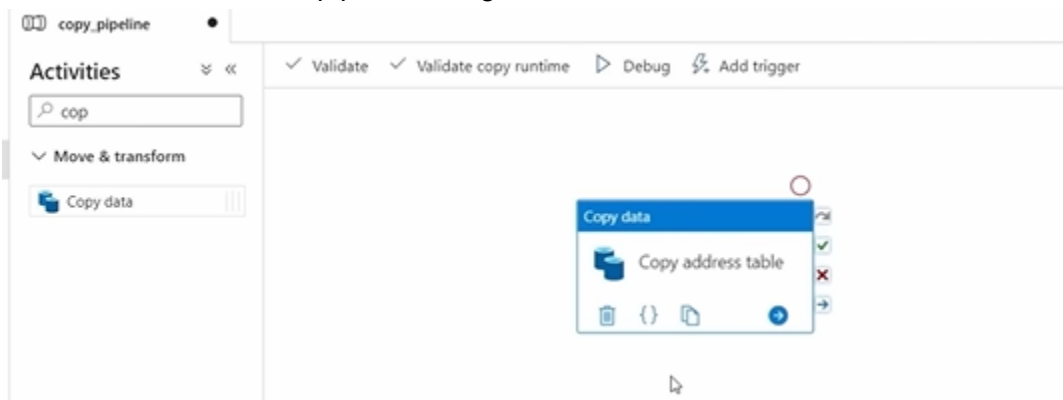 copy_pipeline
Activities
Validate
Validate copy runtime
Debug
Add trigger
cop
Move & transform
Copy data
Copy data
Copy address table